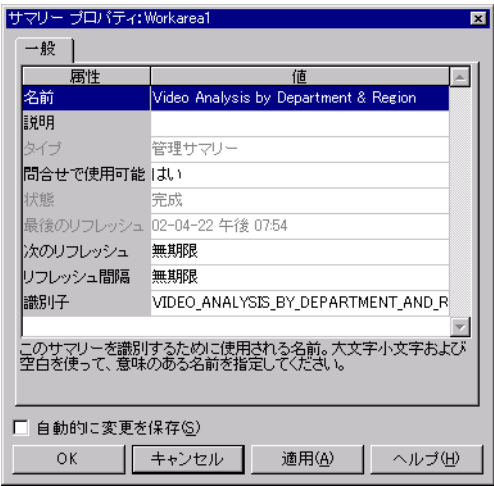 サマリー プロパティ: Workarea1
一般
属性 値
名前 Video Analysis by Department & Region
説明
タイプ 管理サマリー
問合せで使用可能 はい
状態 完成
最後のリフレッシュ 02-04-22 午後 07:54
次のリフレッシュ 無期限
リフレッシュ間隔 無期限
識別子 VIDEO_ANALYSIS_BY_DEPARTMENT_AND_R
このサマリーを識別するために使用される名前。大文字小文字および
空白を使って、意味のある名前を指定してください。
自動的に変更を保存(S)
OK キャンセル 適用(A) ヘルプ(H)